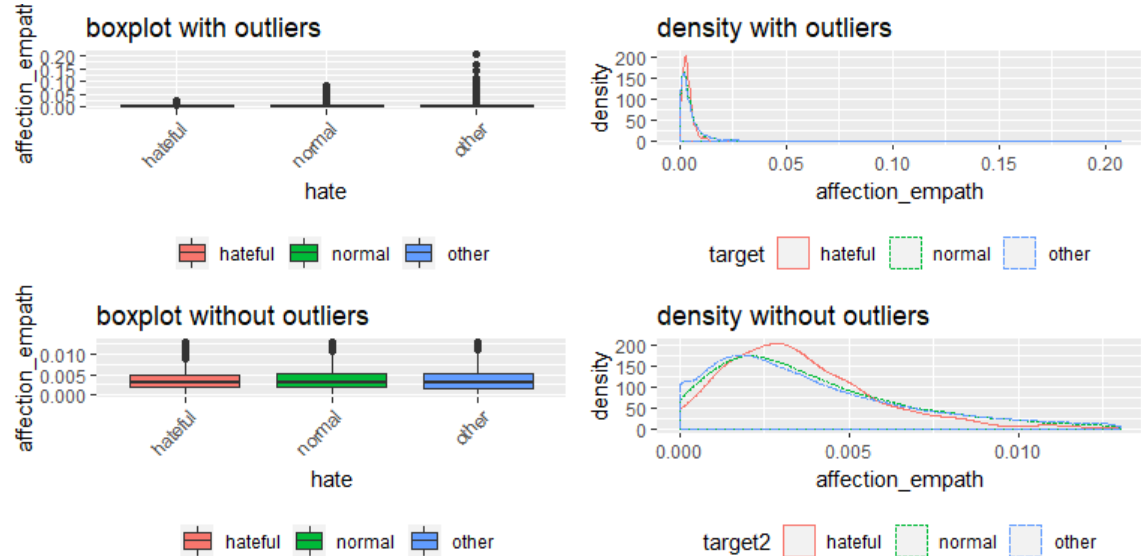 boxplot with outliers
affection_empath
0.20
0.15
0.10
0.05
0.00
hateful
normal
other
hate
hateful normal other
density with outliers
density
200
150
100
50
0
0.00 0.05 0.10 0.15 0.20
affection_empath
target hateful normal other
boxplot without outliers
affection_empath
0.010
0.005
0.000
hateful
normal
other
hate
hateful normal other
density without outliers
density
200
150
100
50
0
0.000 0.005 0.010
affection_empath
target2 hateful normal other